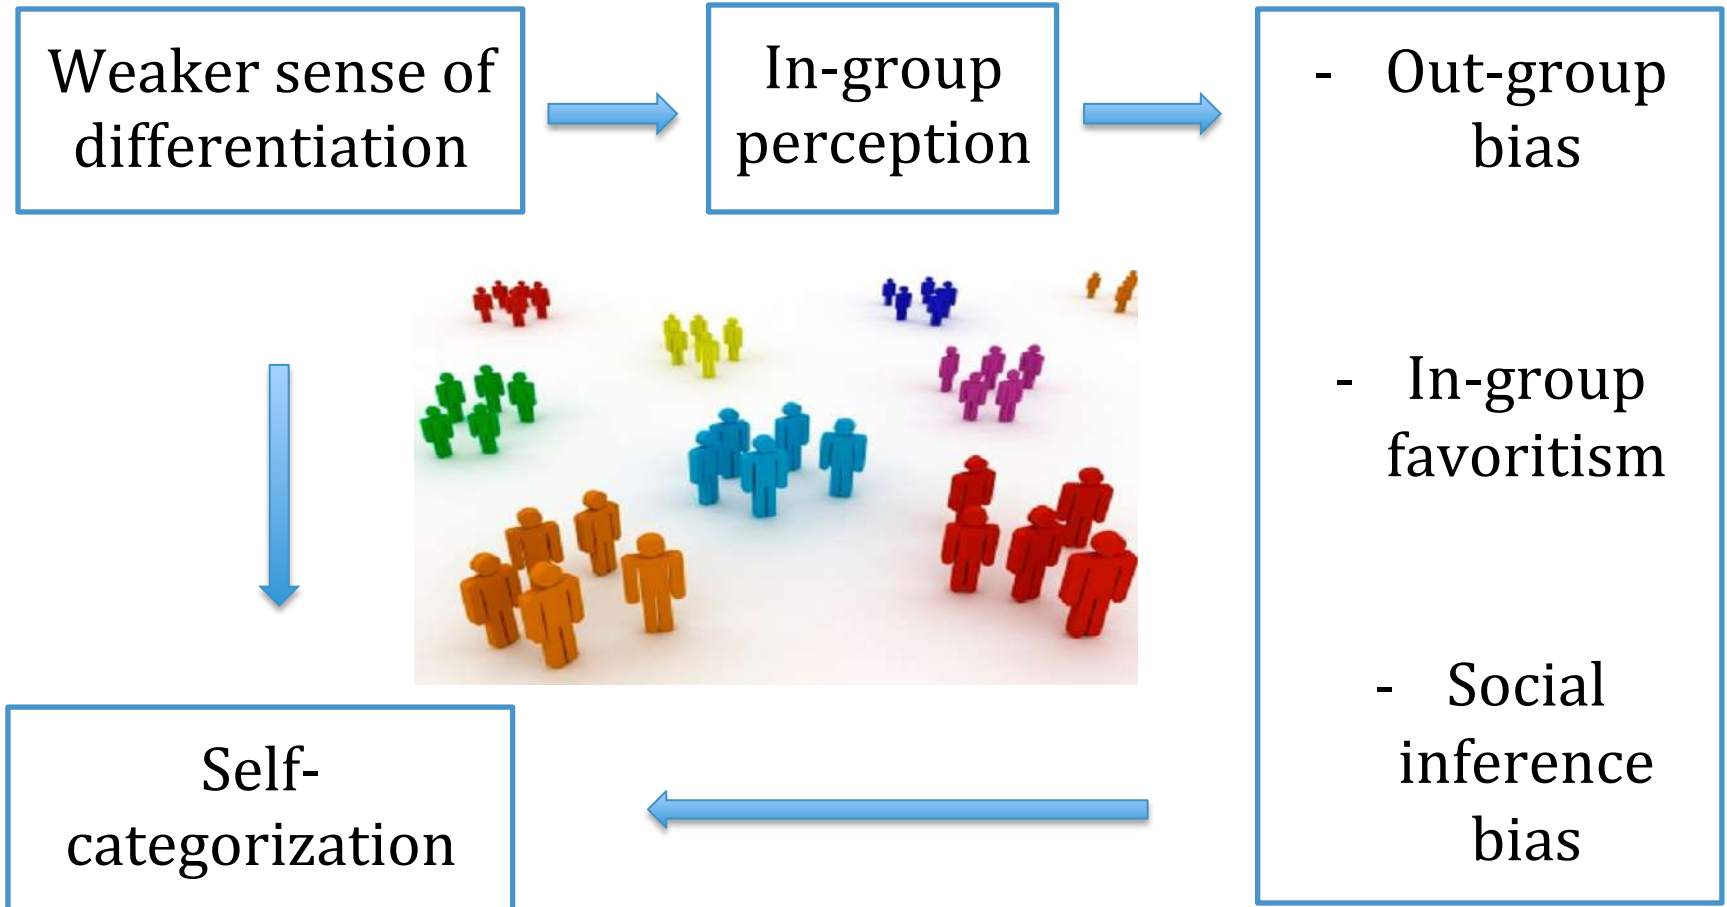 Weaker sense of
differentiation
In-group
perception
- Out-group
bias
- In-group
favoritism
- Social
inference
bias
Self-
categorization